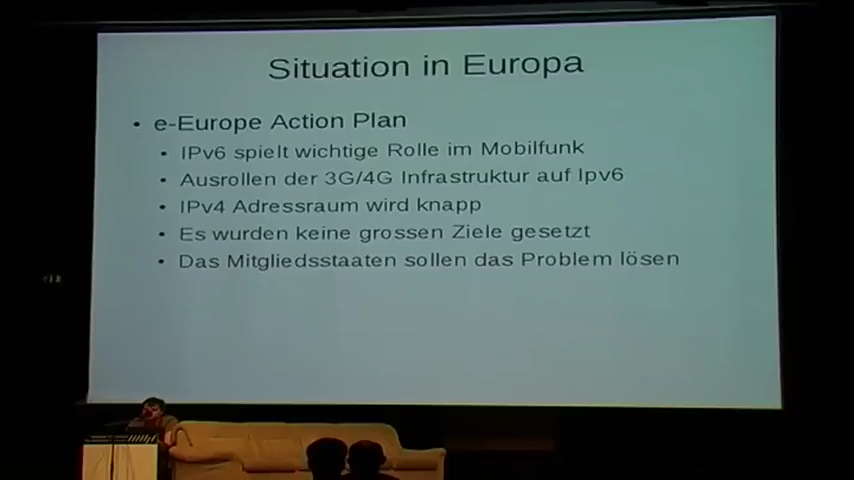 Situation in Europa
• e-Europe Action Plan
• IPv6 spielt wichtige Rolle im Mobilfunk
• Ausrollen der 3G/4G Infrastruktur auf Ipv6
• IPv4 Adressraum wird knapp
• Es wurden keine grossen Ziele gesetzt
• Das Mitgliedsstaaten sollen das Problem lösen